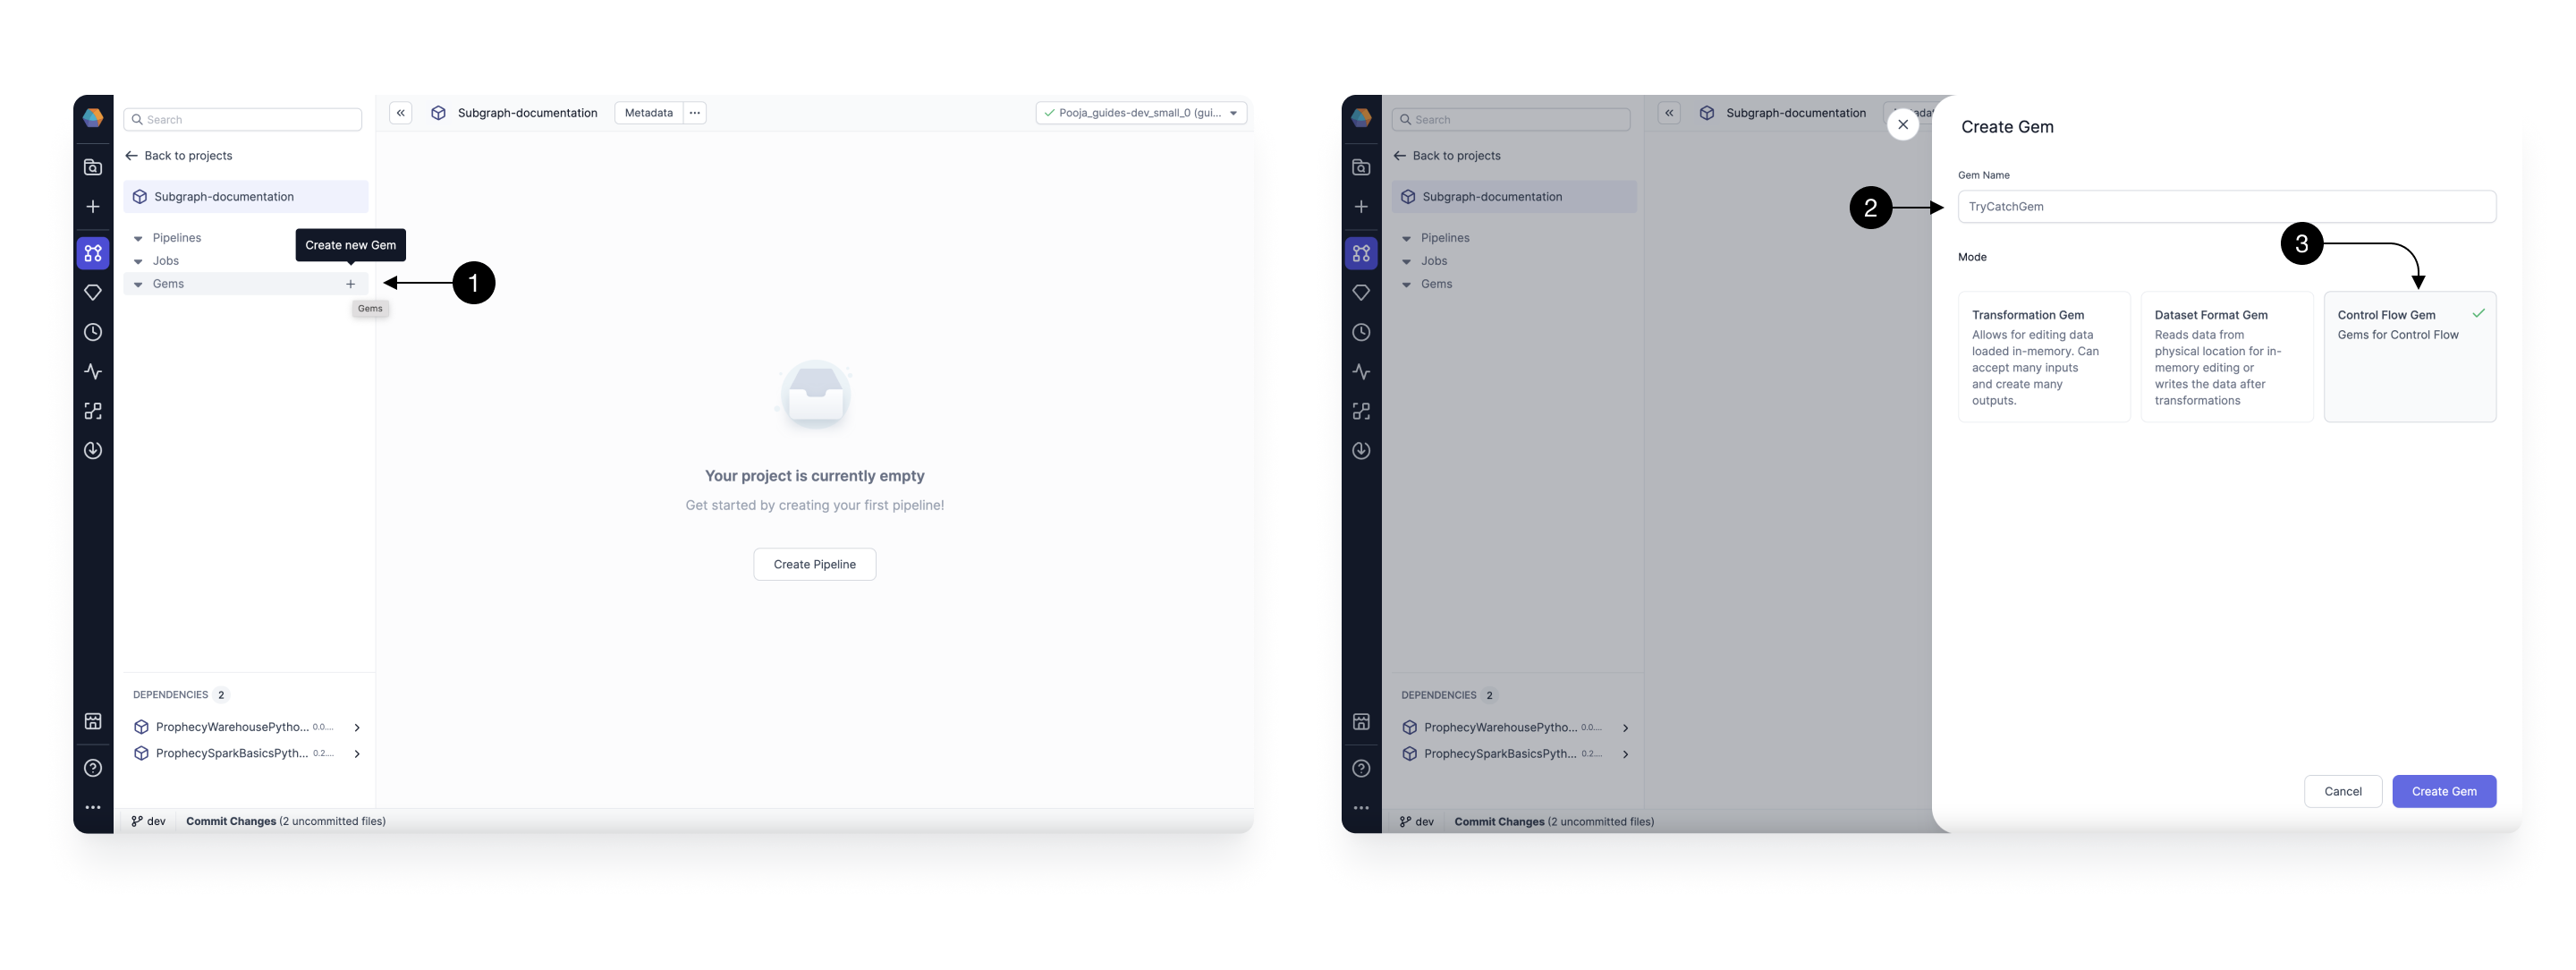 Search
Back to projects
Subgraph-documentation
Pipelines
Create new Gem
Jobs
Gems
+
Gems
1
DEPENDENCIES 2
ProphecyWarehousePytho... 0.0....
ProphecySparkBasicsPyth... 0.2....
Subgraph-documentation
Metadata
...
Pooja_guides-dev_small_0 (gui...
Your project is currently empty
Get started by creating your first pipeline!
Create Pipeline
dev
Commit Changes (2 uncommitted files)
Search
Back to projects
Subgraph-documentation
Pipelines
Jobs
Gems
DEPENDENCIES 2
ProphecyWarehousePytho... 0.0....
ProphecySparkBasicsPyth... 0.2....
Subgraph-documentation
dev
Commit Changes (2 uncommitted files)
Create Gem
Gem Name
2
TryCatchGem
3
Mode
Transformation Gem
Allows for editing data
loaded in-memory. Can
accept many inputs
and create many
outputs.
Dataset Format Gem
Reads data from
physical location for in-
memory editing or
writes the data after
transformations
Control Flow Gem
Gems for Control Flow
Cancel
Create Gem